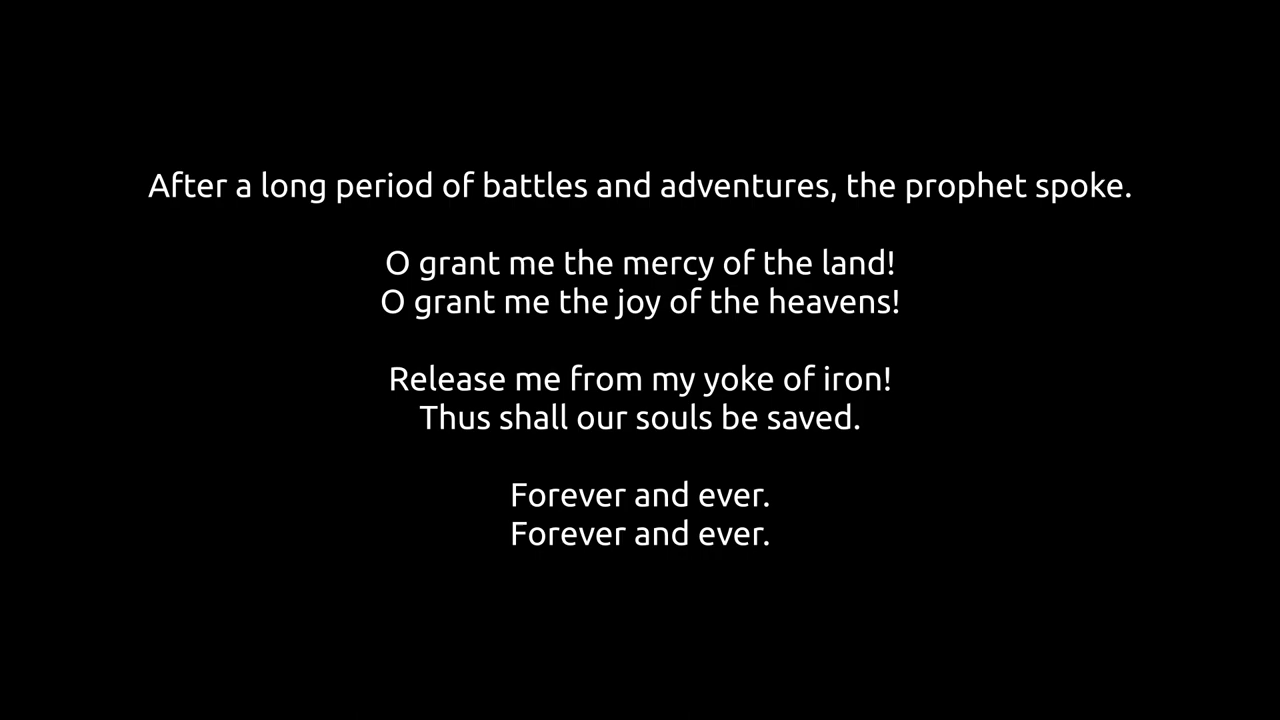 After a long period of battles and adventures, the prophet spoke.
O grant me the mercy of the land!
O grant me the joy of the heavens!
Release me from my yoke of iron!
Thus shall our souls be saved.
Forever and ever.
Forever and ever.